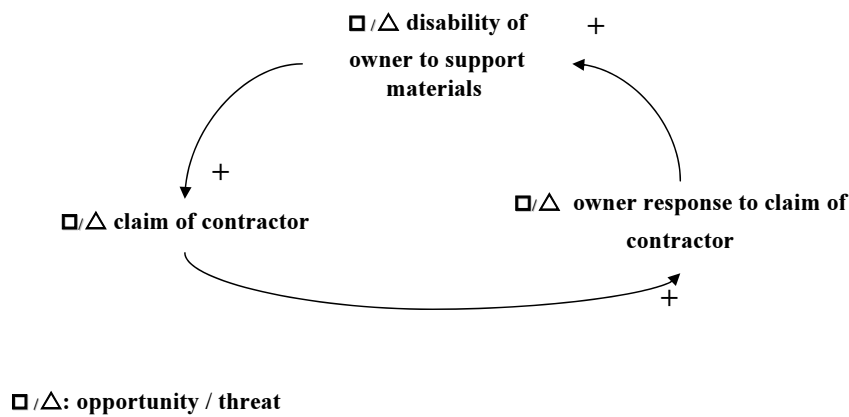 □ / △ disability of +
owner to support
materials
+
□/△ claim of contractor
□/△ owner response to claim of
contractor
+
□ / △: opportunity / threat